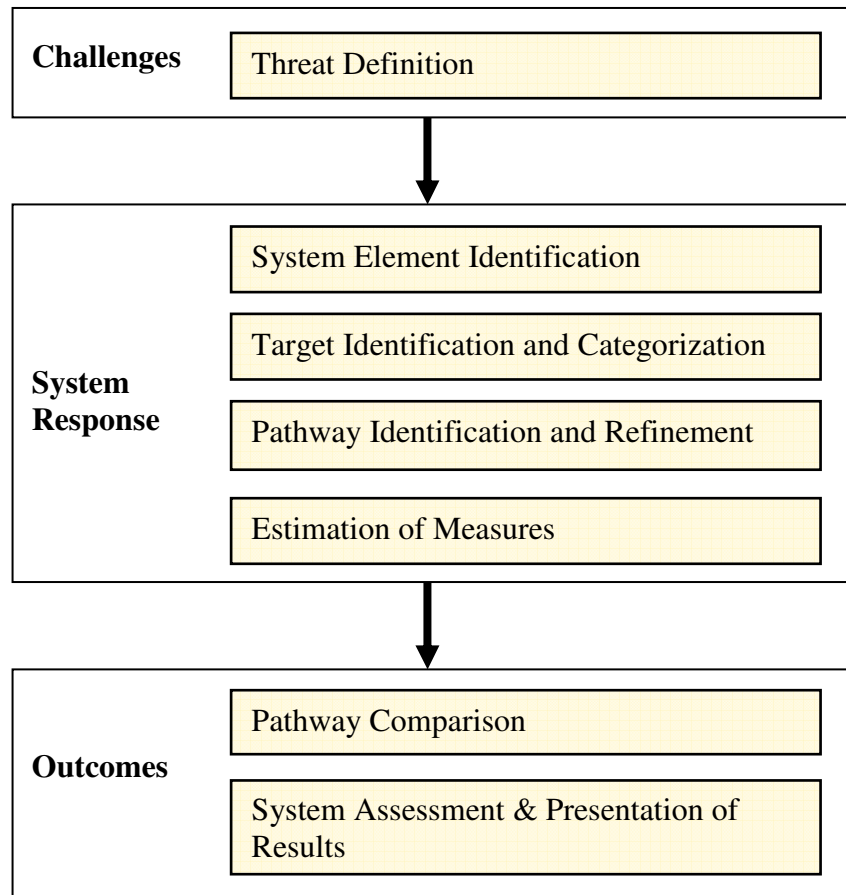 Challenges
Threat Definition
System Element Identification
Target Identification and Categorization
System
Response
Pathway Identification and Refinement
Estimation of Measures
Pathway Comparison
Outcomes
System Assessment & Presentation of
Results